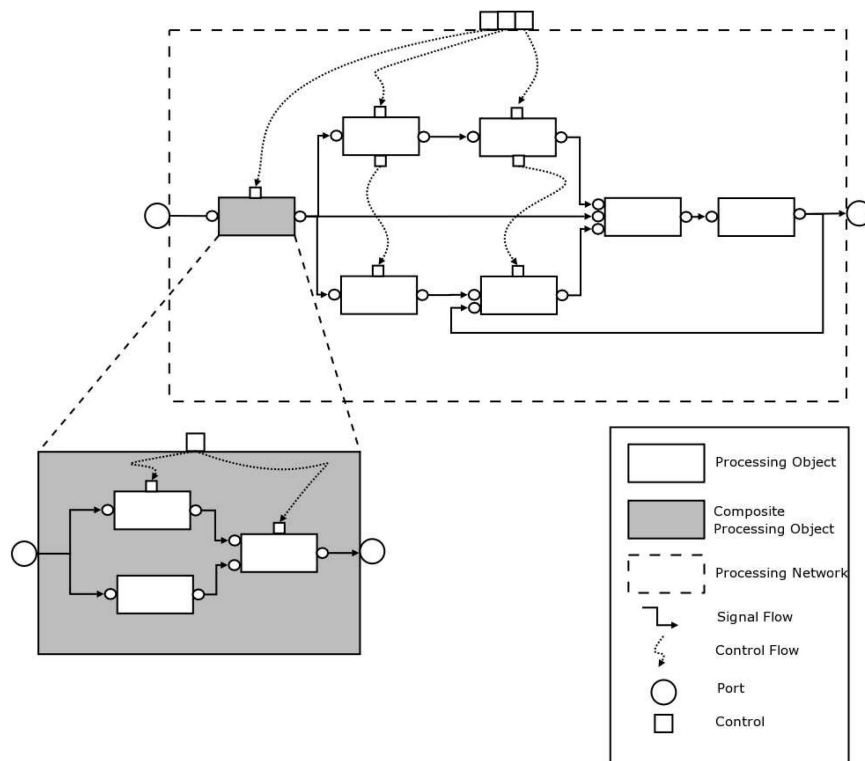 Processing Object
Composite
Processing Object
Processing Network
Signal Flow
Control Flow
Port
Control